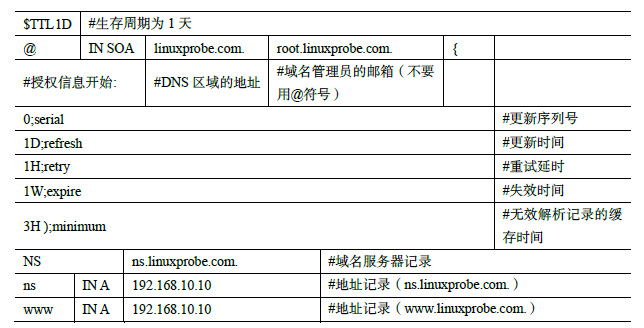 $TTL1D #生存周期为 1 天
@ IN SOA linuxprobe.com. root.linuxprobe.com. {
#授权信息开始: #DNS 区域的地址 #域名管理员的邮箱（不要
用@符号）
0;serial #更新序列号
1D;refresh #更新时间
1H;retry #重试延时
1W;expire #失效时间
3H );minimum #无效解析记录的缓
存时间
NS ns.linuxprobe.com. #域名服务器记录
ns IN A 192.168.10.10 #地址记录（ns.linuxprobe.com.）
www IN A 192.168.10.10 #地址记录（www.linuxprobe.com.）